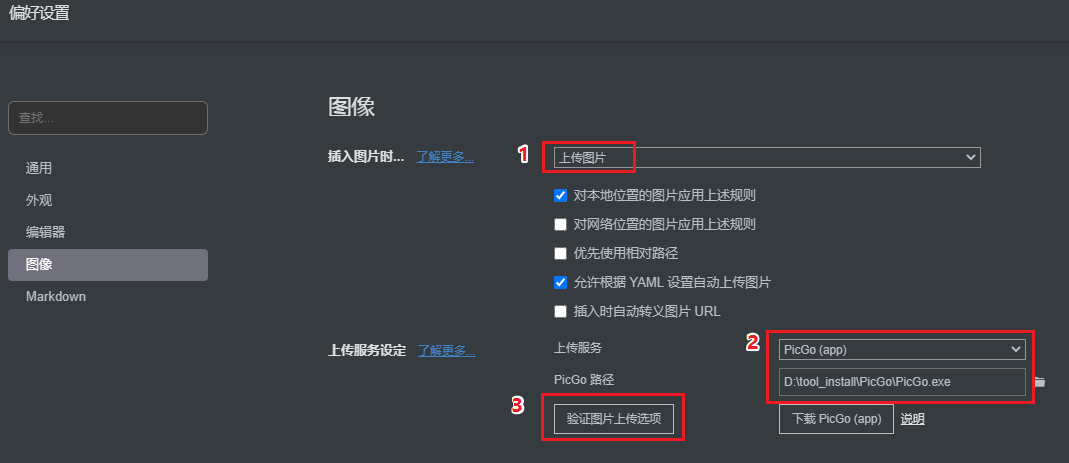 偏好设置
查找...
通用
外观
编辑器
图像
Markdown
图像
插入图片时... 了解更多... 1 上传图片
对本地位置的图片应用上述规则
对网络位置的图片应用上述规则
优先使用相对路径
允许根据 YAML 设置自动上传图片
插入时自动转义图片 URL
上传服务设定 了解更多... 上传服务 2 PicGo (app)
PicGo 路径 D:\tool_install\PicGo\PicGo.exe
3 验证图片上传选项 下载 PicGo (app) 说明